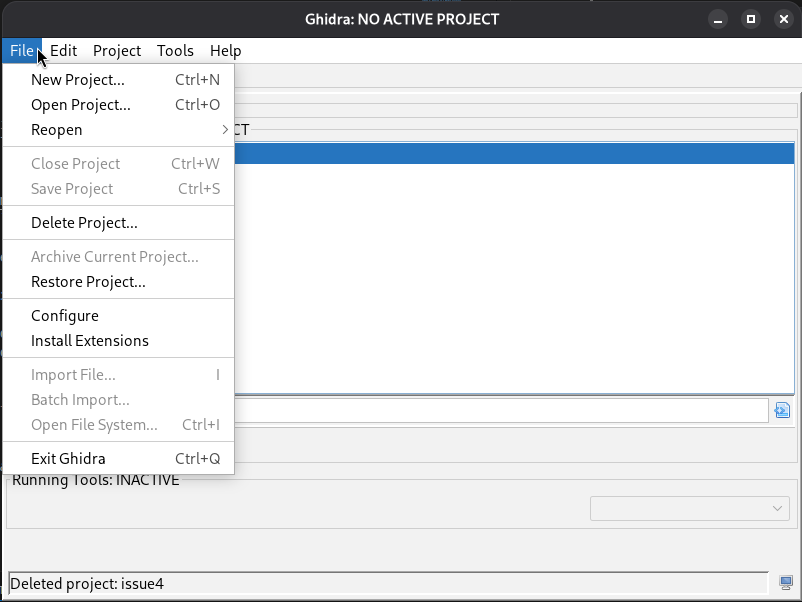 Ghidra: NO ACTIVE PROJECT
File Edit Project Tools Help
New Project... Ctrl+N
Open Project... Ctrl+O
Reopen
CT
Close Project Ctrl+W
Save Project Ctrl+S
Delete Project...
Archive Current Project...
Restore Project...
Configure
Install Extensions
Import File... I
Batch Import...
Open File System... Ctrl+I
Exit Ghidra Ctrl+Q
Running Tools: INACTIVE
Deleted project: issue4